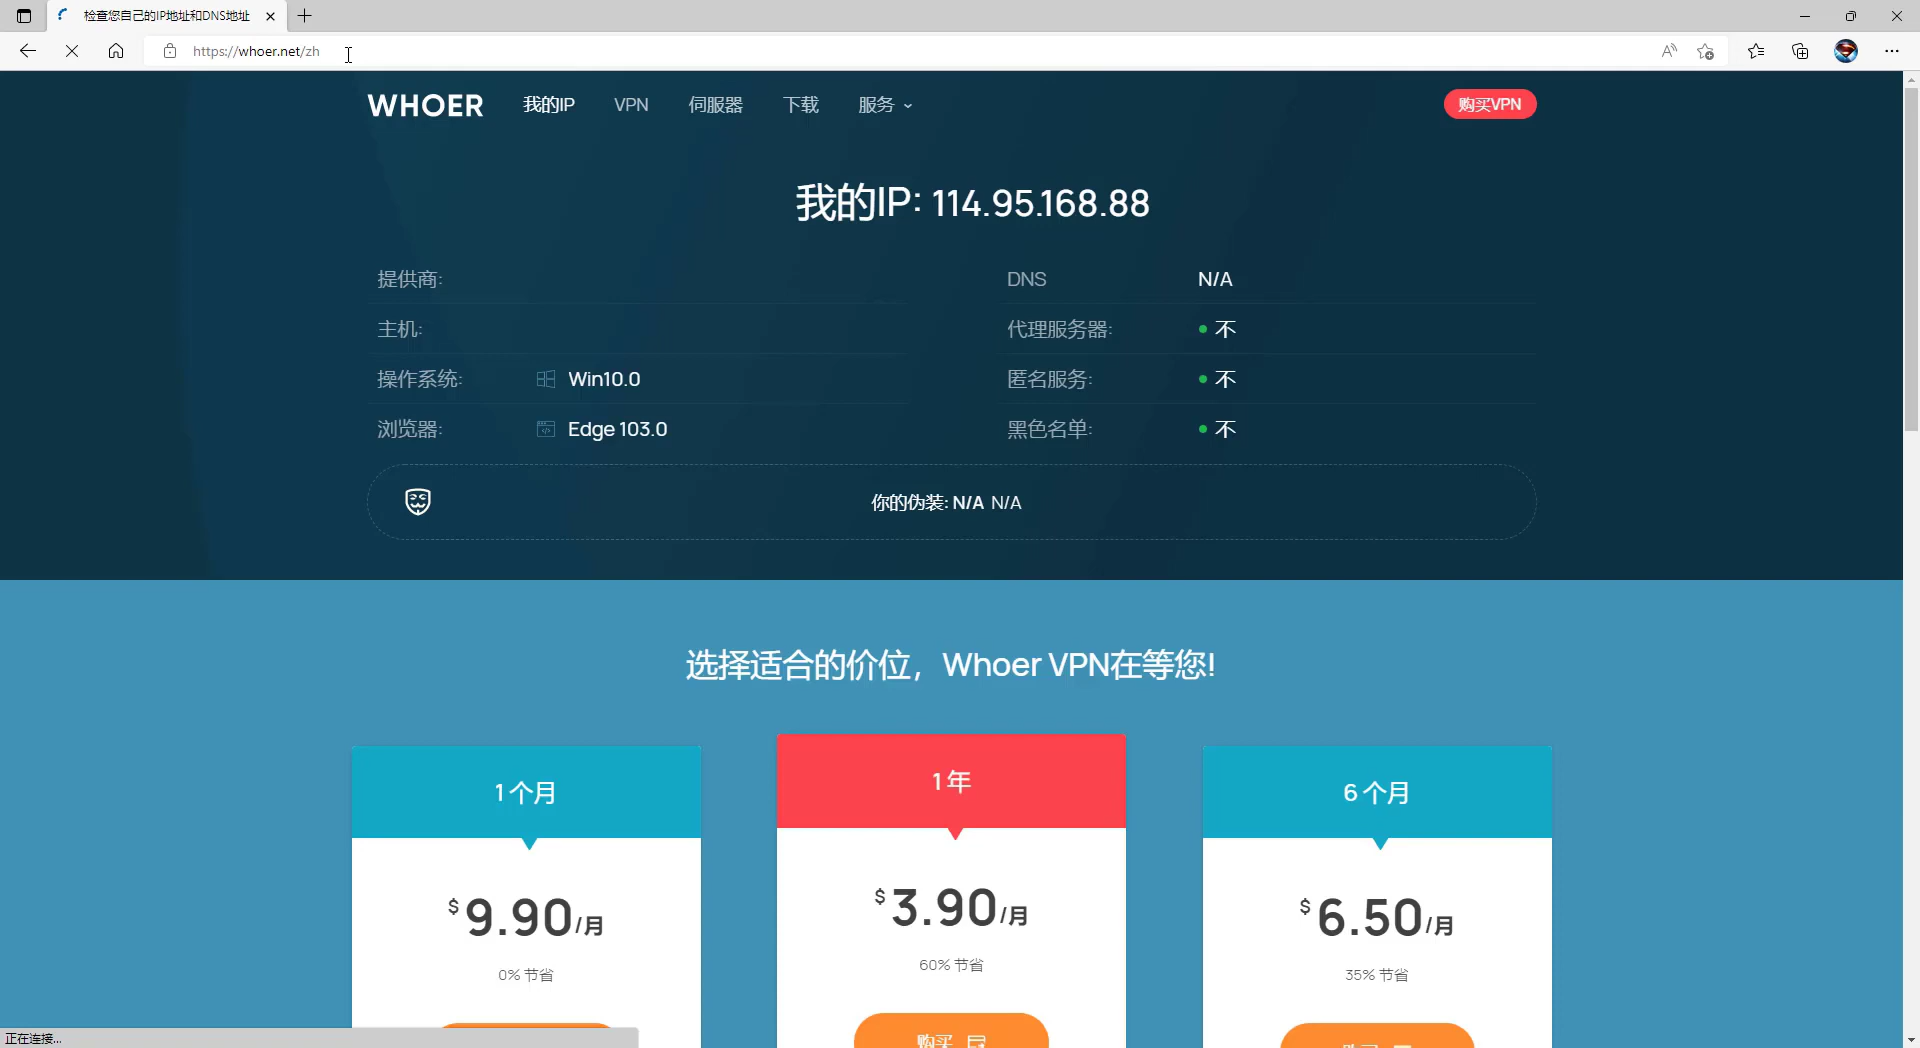 检查您自己的IP地址和DNS地址
https://whoer.net/zh
WHOER 我的IP VPN 伺服器 下载 服务 购买VPN
我的IP: 114.95.168.88
提供商:
DNS N/A
主机:
代理服务器: 不
操作系统: Win10.0
匿名服务: 不
浏览器: Edge 103.0
黑色名单: 不
你的伪装: N/A N/A
选择适合的价位，Whoer VPN在等您!
1 个月
1 年
6 个月
$9.90/月
$3.90/月
$6.50/月
0% 节省
60% 节省
35% 节省
购买
正在连接...